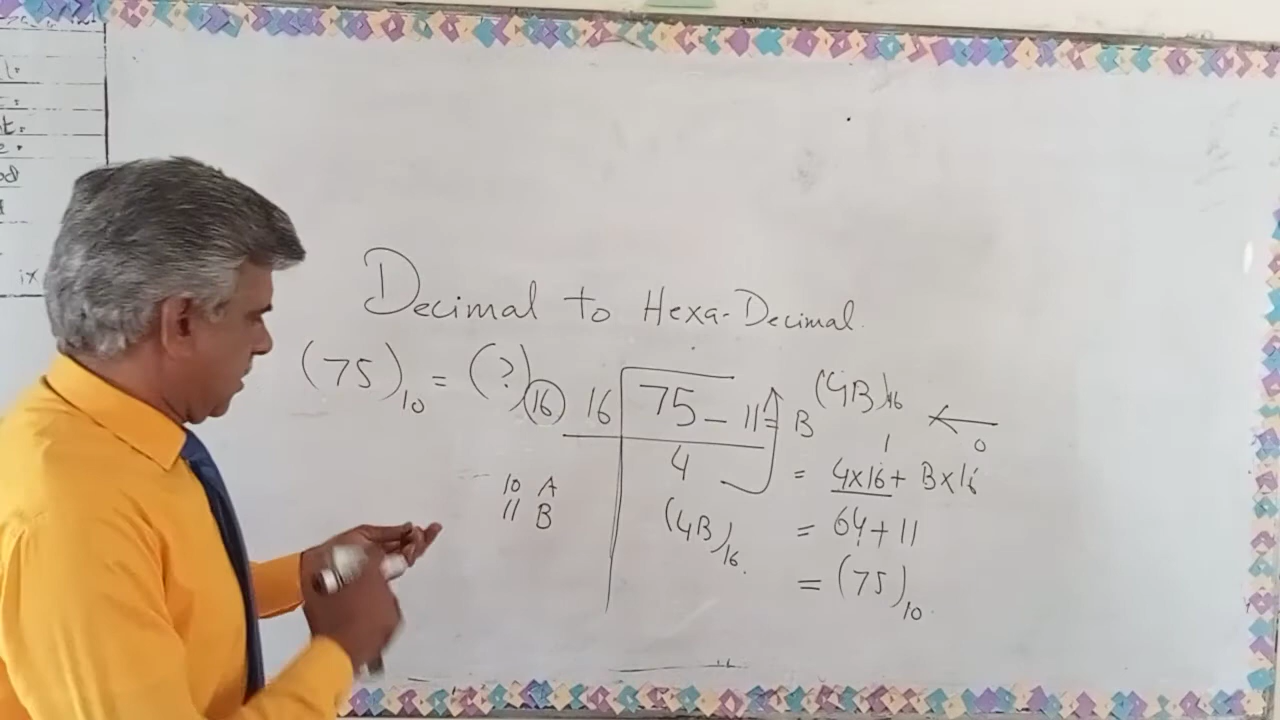 Decimal to Hexa-Decimal.
(75)10 = (?)16
16 75 - 11 = B
4
(4B)16.
10 A
11 B
(4B)16
1 0
= 4x16 + Bx16
= 64+11
= (75)10.
ix